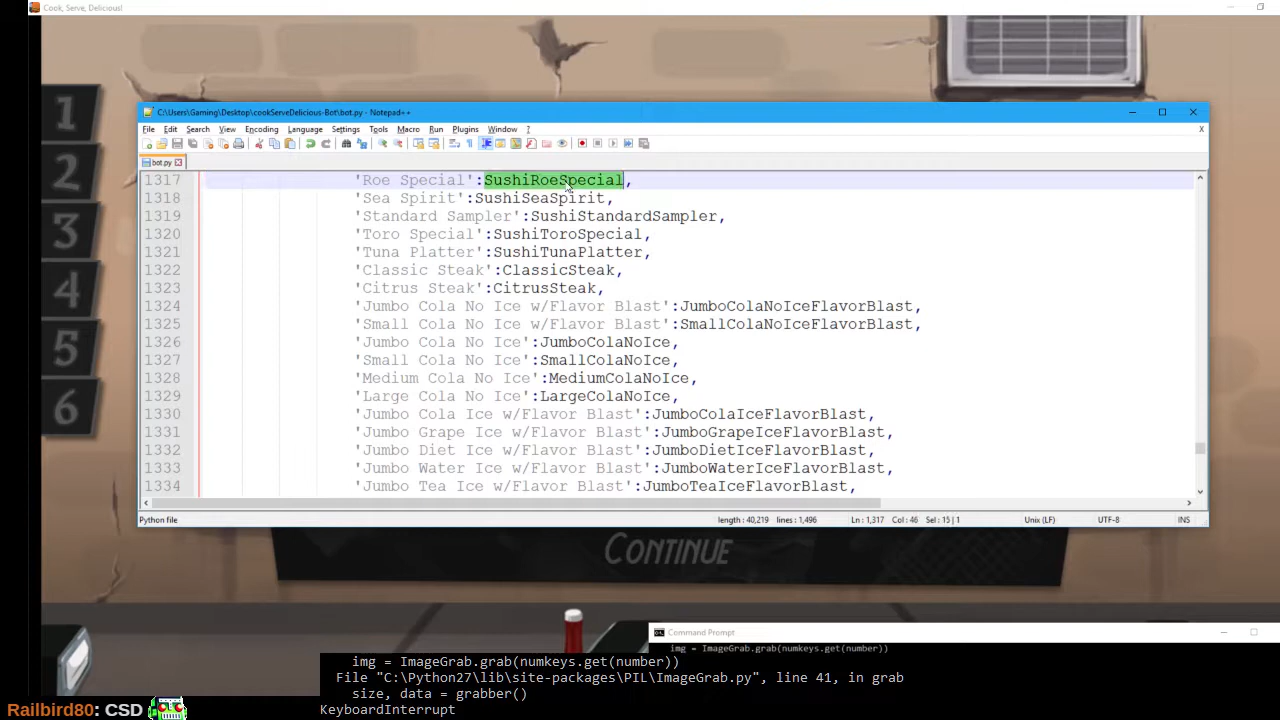 Cook, Serve, Delicious!
1
2
3
4
5
6
C:\Users\Gaming\Desktop\cookServeDelicious-Bot\bot.py - Notepad++
File Edit Search View Encoding Language Settings Tools Macro Run Plugins Window ? X
bot.py
1317 'Roe Special':SushiRoeSpecial,
1318 'Sea Spirit':SushiSeaSpirit,
1319 'Standard Sampler':SushiStandardSampler,
1320 'Toro Special':SushiToroSpecial,
1321 'Tuna Platter':SushiTunaPlatter,
1322 'Classic Steak':ClassicSteak,
1323 'Citrus Steak':CitrusSteak,
1324 'Jumbo Cola No Ice w/Flavor Blast':JumboColaNoIceFlavorBlast,
1325 'Small Cola No Ice w/Flavor Blast':SmallColaNoIceFlavorBlast,
1326 'Jumbo Cola No Ice':JumboColaNoIce,
1327 'Small Cola No Ice':SmallColaNoIce,
1328 'Medium Cola No Ice':MediumColaNoIce,
1329 'Large Cola No Ice':LargeColaNoIce,
1330 'Jumbo Cola Ice w/Flavor Blast':JumboColaIceFlavorBlast,
1331 'Jumbo Grape Ice w/Flavor Blast':JumboGrapeIceFlavorBlast,
1332 'Jumbo Diet Ice w/Flavor Blast':JumboDietIceFlavorBlast,
1333 'Jumbo Water Ice w/Flavor Blast':JumboWaterIceFlavorBlast,
1334 'Jumbo Tea Ice w/Flavor Blast':JumboTeaIceFlavorBlast,
Python file length : 40,219 lines : 1,496 Ln : 1,317 Col : 46 Sel : 15 | 1 Unix (LF) UTF-8 INS
CONTINUE
Command Prompt
img = ImageGrab.grab(numkeys.get(number))
img = ImageGrab.grab(numkeys.get(number))
File "C:\Python27\lib\site-packages\PIL\ImageGrab.py", line 41, in grab
size, data = grabber()
KeyboardInterrupt
Railbird80: CSD